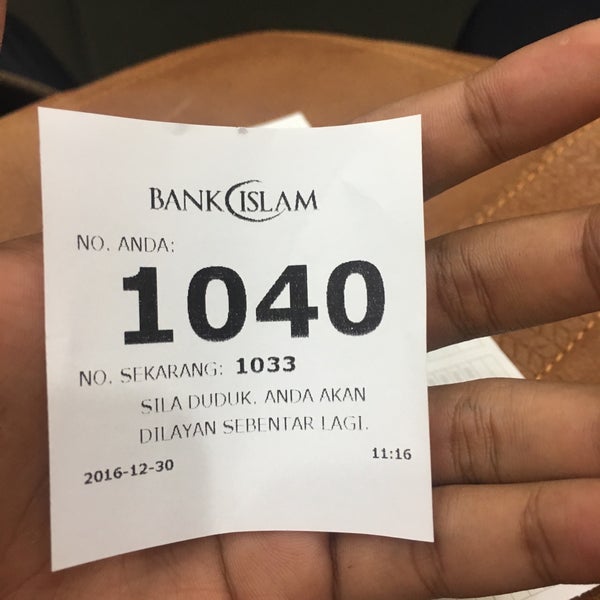 BANK ISLAM
NO. ANDA:
1040
NO. SEKARANG: 1033
SILA DUDUK. ANDA AKAN
DILAYAN SEBENTAR LAGI.
2016-12-30 11:16